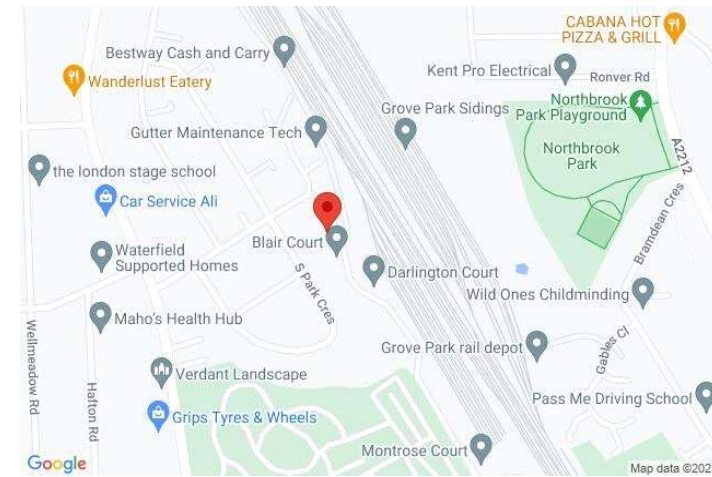 CABANA HOT
PIZZA & GRILL
Bestway Cash and Carry
Kent Pro Electrical
Ronver Rd
Wanderlust Eatery
Northbrook
Park Playground
Grove Park Sidings
Gutter Maintenance Tech
A2212
Northbrook
Park
the london stage school
Car Service Ali
Bramdean Cres
Blair Court
Waterfield
Supported Homes
S Park Cres
Darlington Court
Wild Ones Childminding
Maho's Health Hub
Wellmeadow Rd
Grove Park rail depot
Gables Cl
Verdant Landscape
Hafton Rd
Pass Me Driving School
Grips Tyres & Wheels
Montrose Court
Google
Map data ©202